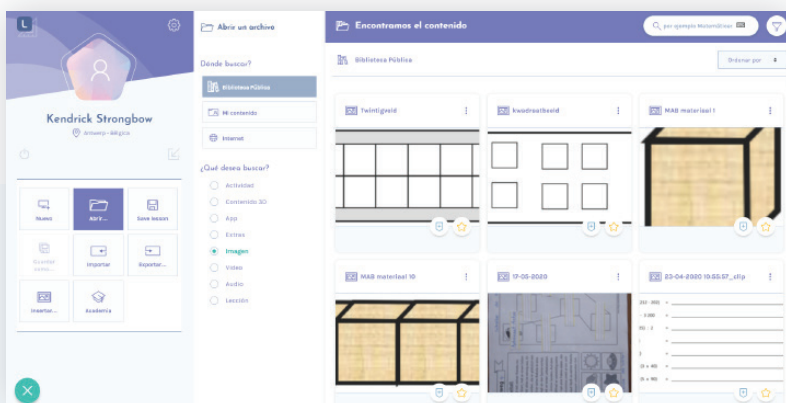 L
Kendrick Strongbow
Antwerp - Bélgica
Nuevo
Abrir...
Save lesson
Guardar como...
Importar
Exportar...
Insertar...
Academia
Abrir un archivo
Dónde buscar?
Biblioteca Pública
Mi contenido
Internet
¿Qué desea buscar?
Actividad
Contenido 3D
App
Extras
Imagen
Video
Audio
Lección
Encontramos el contenido
por ejemplo Matemáticas
Biblioteca Pública
Ordenar por
Twintigveld
kwadraatbeeld
MAB materiaal 1
MAB materiaal 10
17-05-2020
23-04-2020 10:55:57_clip